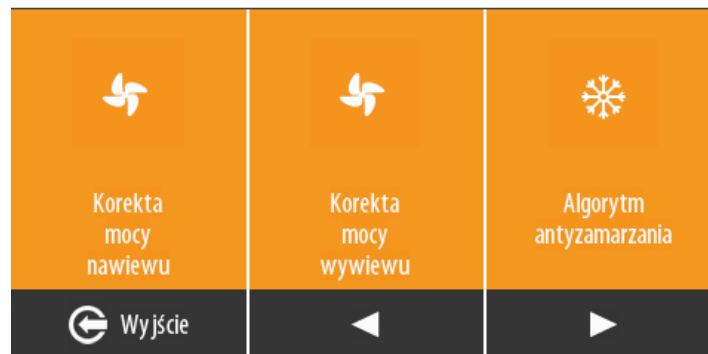 Korekta
mocy
nawiewu
Korekta
mocy
wywiewu
Algorytm
antyzamarzania
Wyjście